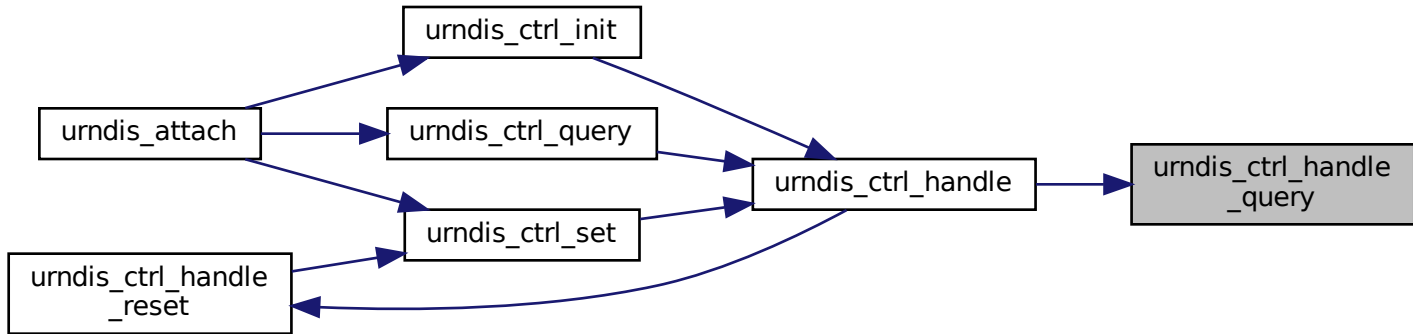 urndis_ctrl_init
urndis_attach
urndis_ctrl_query
urndis_ctrl_handle
urndis_ctrl_handle
_query
urndis_ctrl_set
urndis_ctrl_handle
_reset